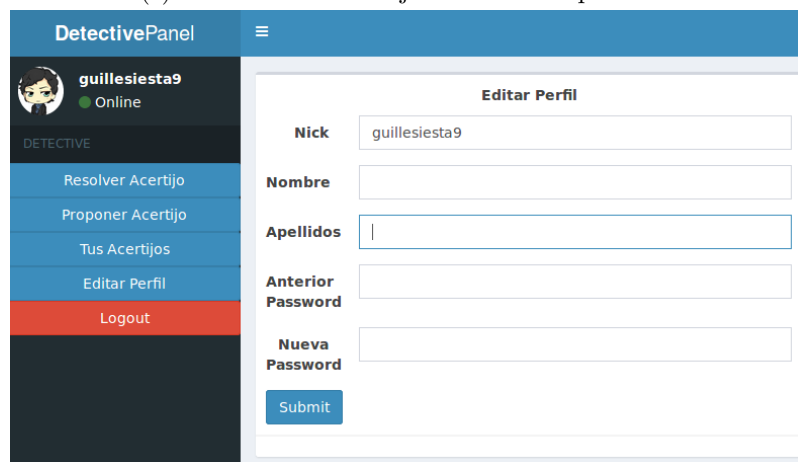 DetectivePanel
guillesiesta9
Online
DETECTIVE
Resolver Acertijo
Proponer Acertijo
Tus Acertijos
Editar Perfil
Logout
Editar Perfil
Nick
guillesiesta9
Nombre
Apellidos
Anterior
Password
Nueva
Password
Submit